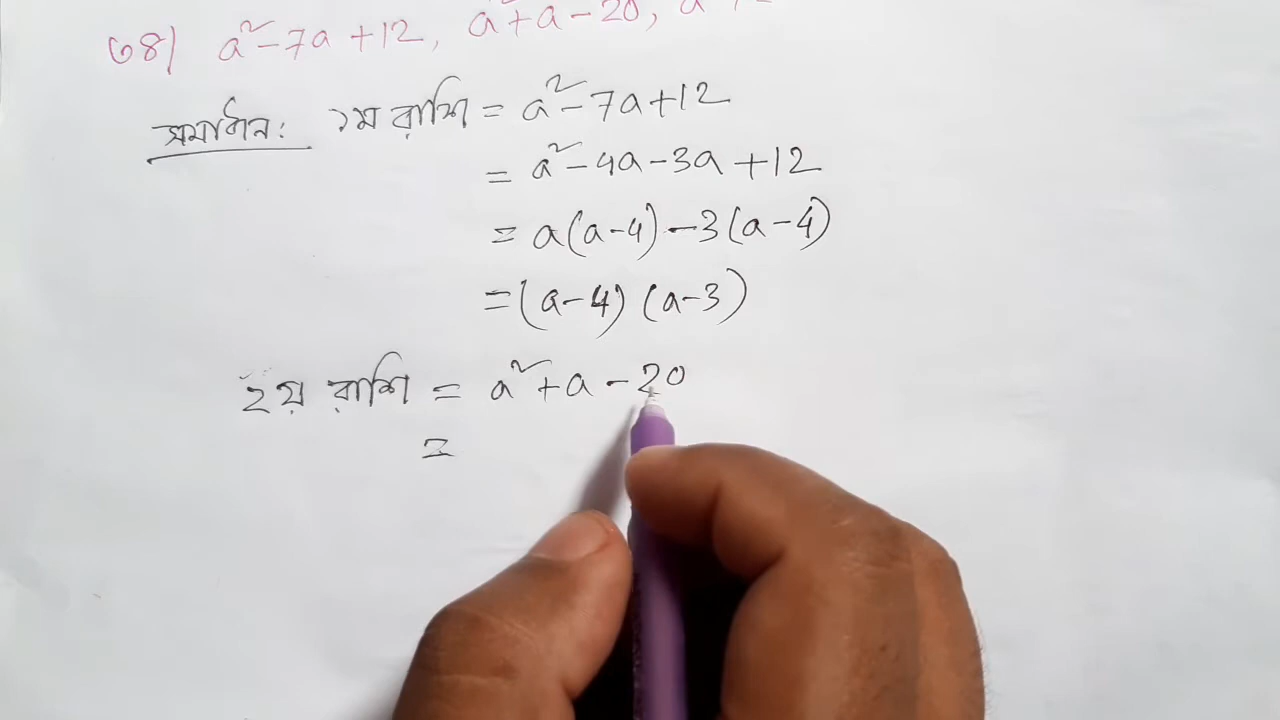 ৩৪) a²-7a+12, a²+a-20,
সমাধান: ১ম রাশি = a²-7a+12
= a²-4a-3a+12
= a(a-4)-3(a-4)
=(a-4)(a-3)
২য় রাশি = a²+a-20
=